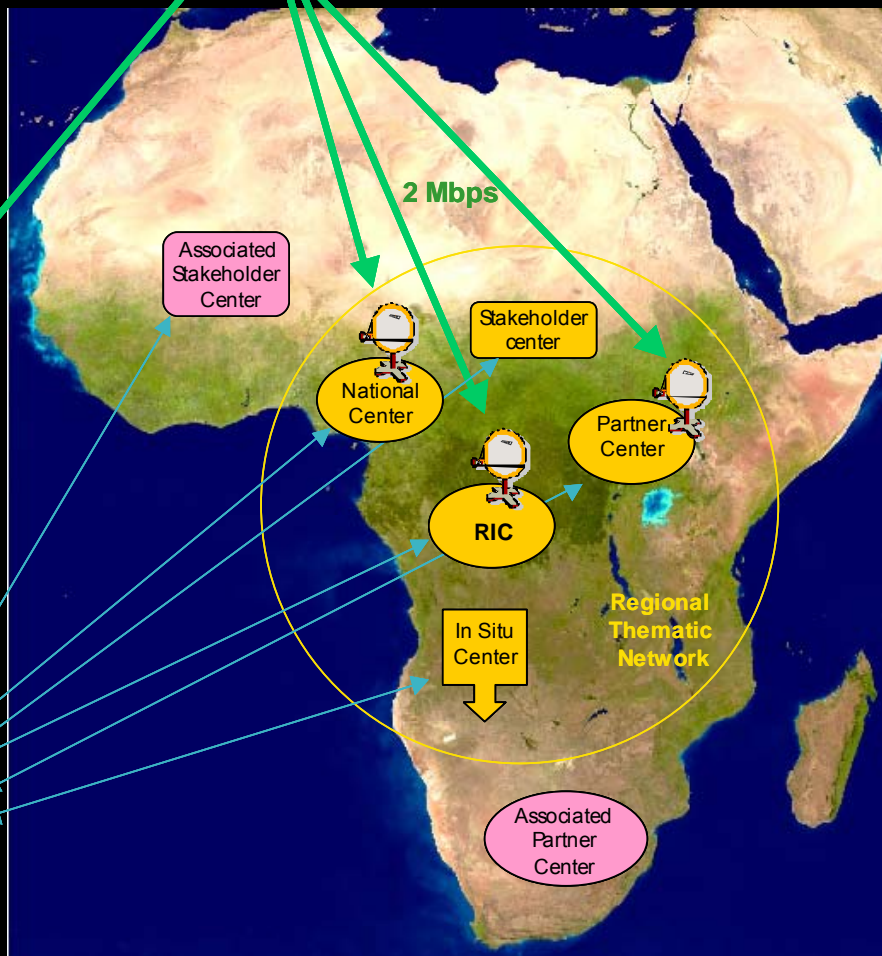 2 Mbps
Associated
Stakeholder
Center
Stakeholder
center
National
Center
Partner
Center
RIC
Regional
Thematic
Network
In Situ
Center
Associated
Partner
Center